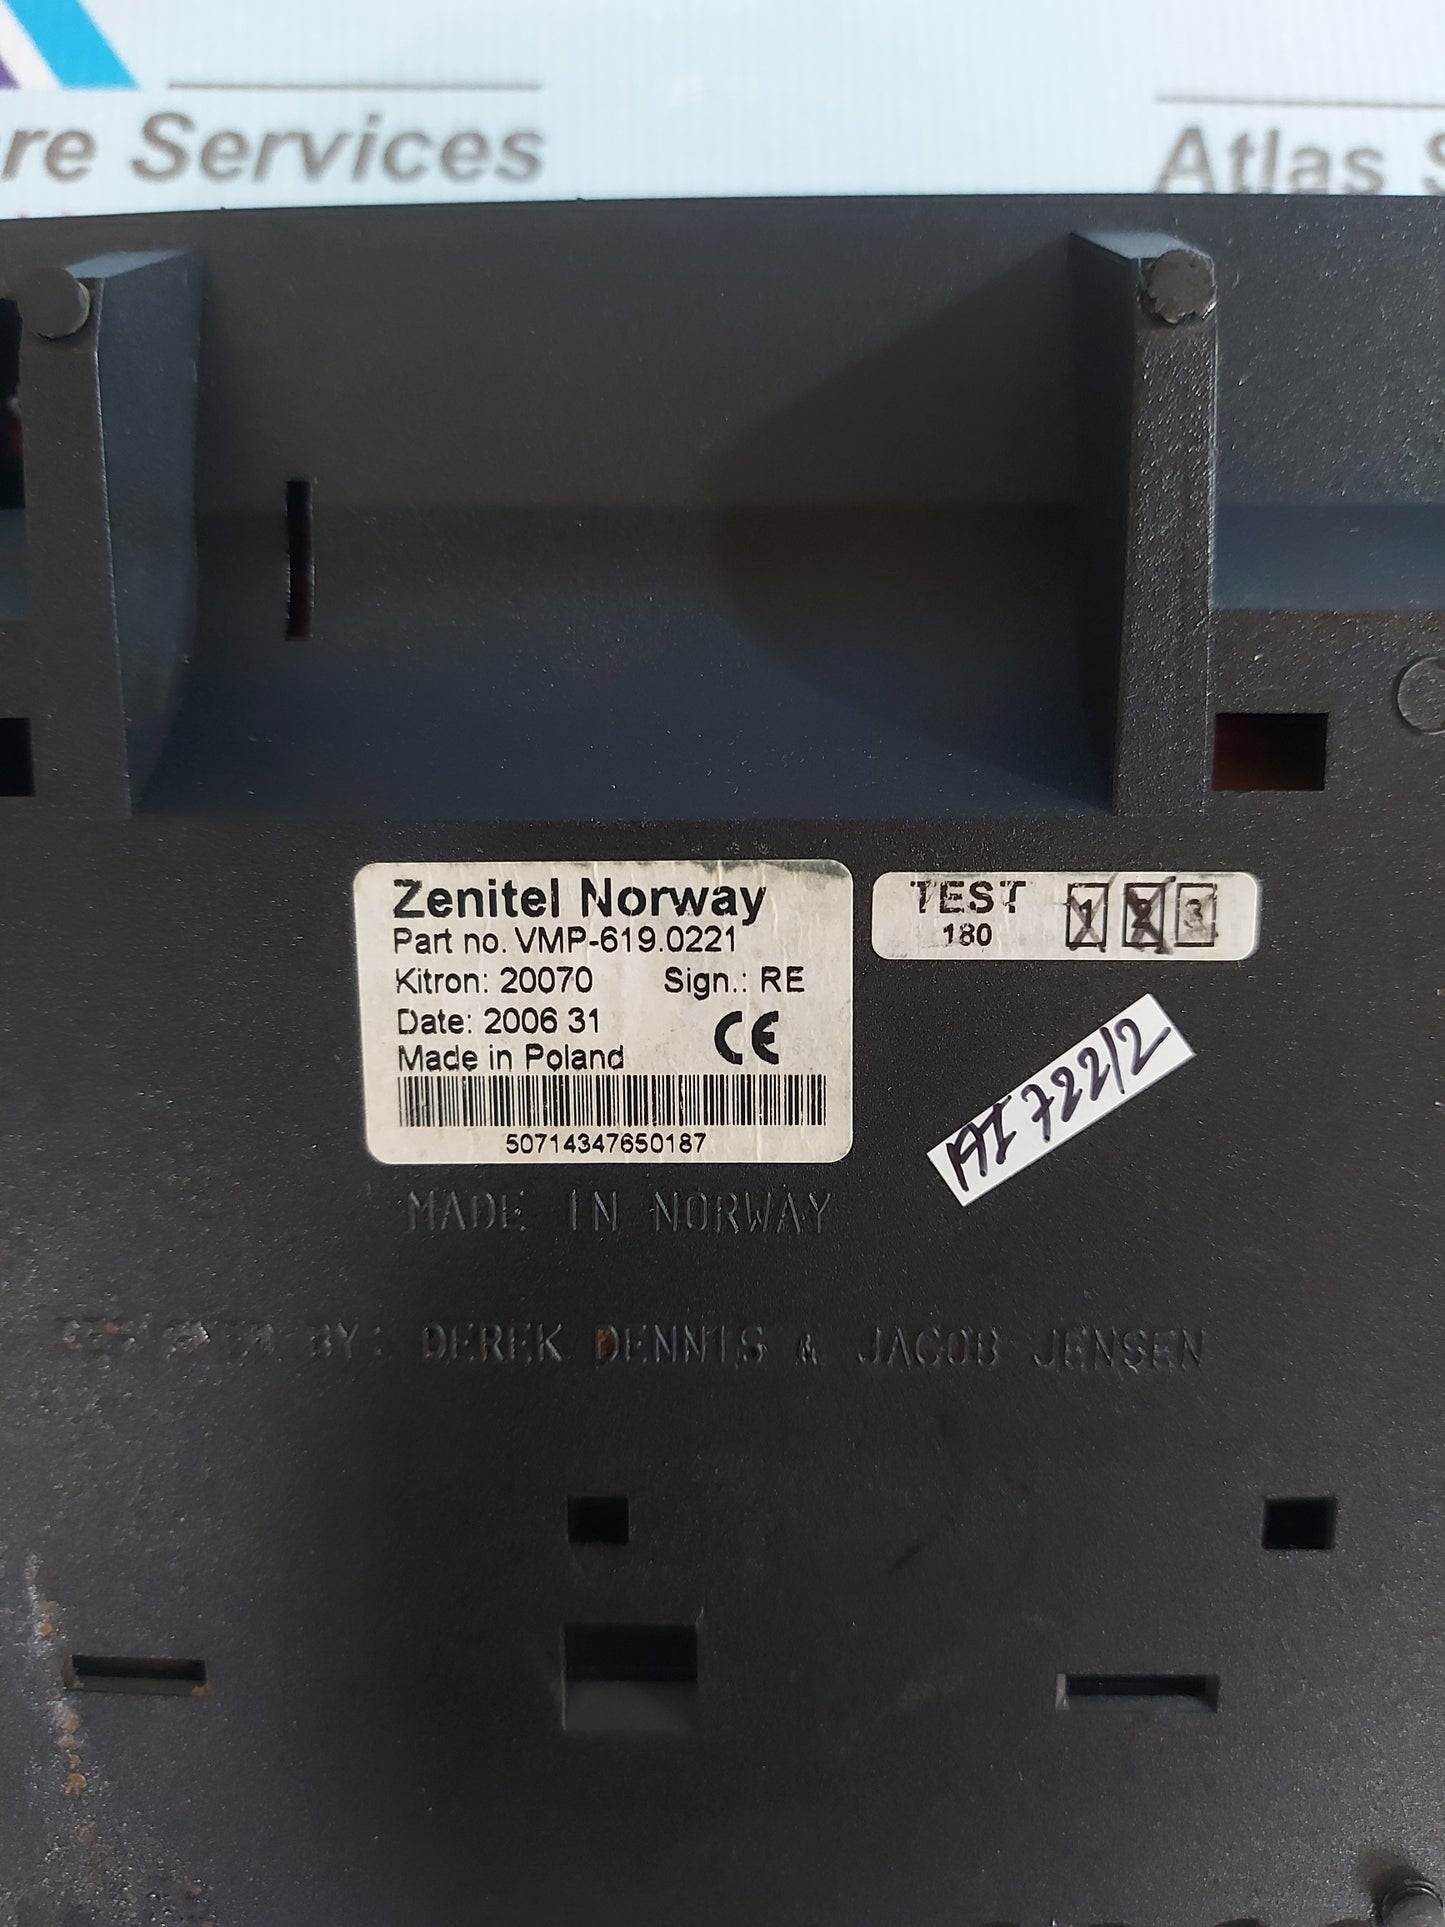 re Services
Atlas S
Zenitel Norway
Part no. VMP-619.0221
Kitron: 20070 Sign.: RE
Date: 2006 31
Made in Poland
CE
50714347650187
TEST
180
1 2 3
722/2
MADE IN NORWAY
BY: DEREK DENNIS & JACOB JENSEN